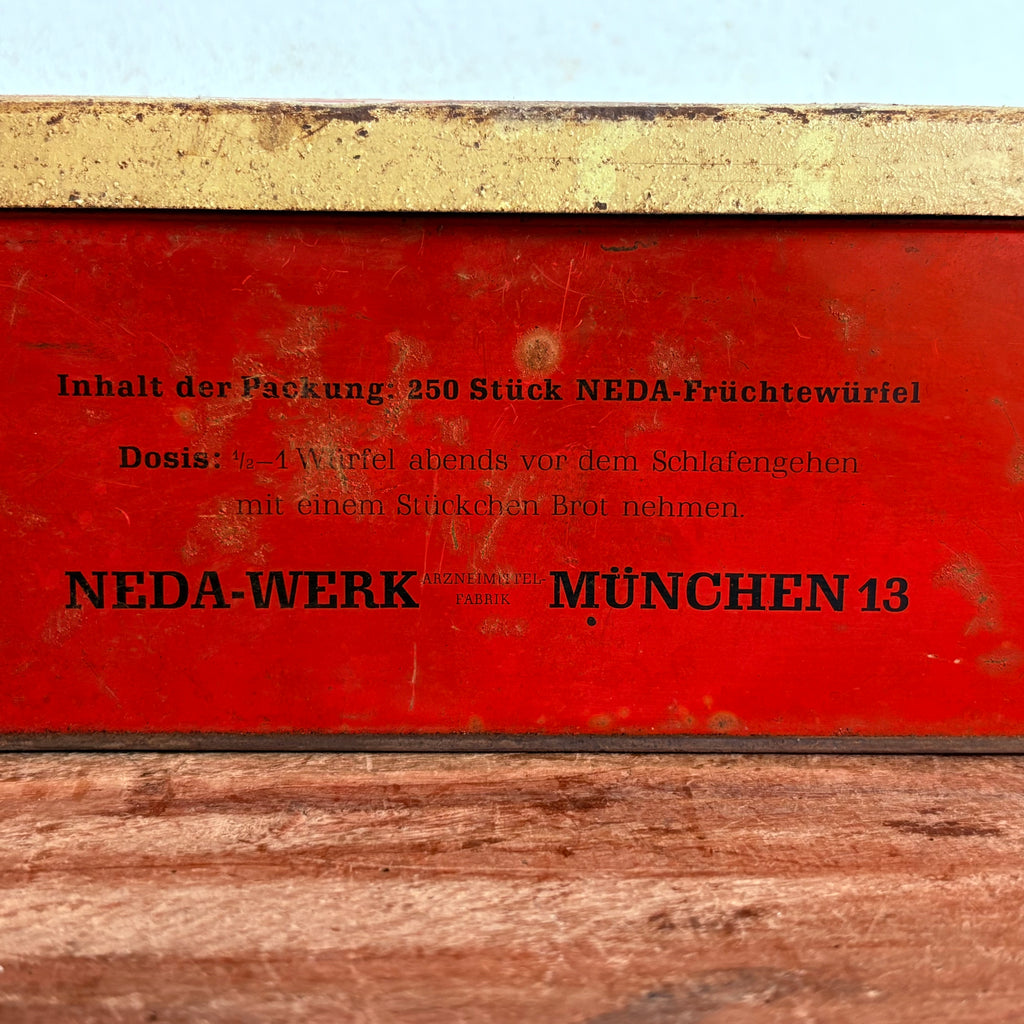 Inhalt der Packung: 250 Stück NEDA-Früchtewürfel
Dosis: 1/2–1 Würfel abends vor dem Schlafengehen
mit einem Stückchen Brot nehmen.
NEDA-WERK ARZNEIMITTEL-FABRIK MÜNCHEN 13